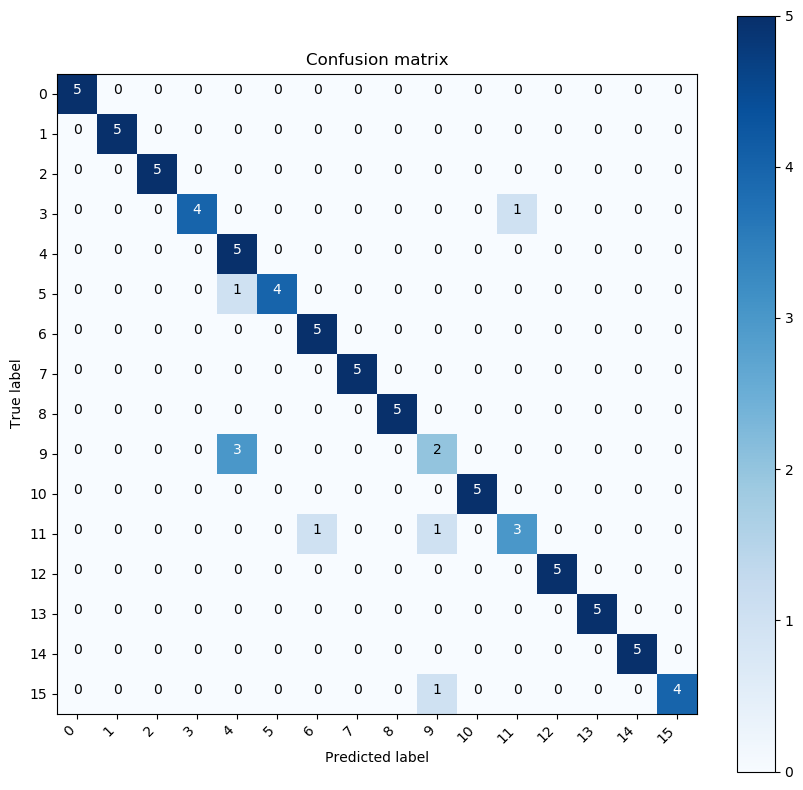 Confusion matrix
0 5 0 0 0 0 0 0 0 0 0 0 0 0 0 0 0
1 0 5 0 0 0 0 0 0 0 0 0 0 0 0 0 0
2 0 0 5 0 0 0 0 0 0 0 0 0 0 0 0 0
3 0 0 0 4 0 0 0 0 0 0 0 1 0 0 0 0
4 0 0 0 0 5 0 0 0 0 0 0 0 0 0 0 0
5 0 0 0 0 1 4 0 0 0 0 0 0 0 0 0 0
6 0 0 0 0 0 0 5 0 0 0 0 0 0 0 0 0
7 0 0 0 0 0 0 0 5 0 0 0 0 0 0 0 0
8 0 0 0 0 0 0 0 0 5 0 0 0 0 0 0 0
9 0 0 0 0 3 0 0 0 0 2 0 0 0 0 0 0
10 0 0 0 0 0 0 0 0 0 0 5 0 0 0 0 0
11 0 0 0 0 0 0 1 0 0 1 0 3 0 0 0 0
12 0 0 0 0 0 0 0 0 0 0 0 0 5 0 0 0
13 0 0 0 0 0 0 0 0 0 0 0 0 0 5 0 0
14 0 0 0 0 0 0 0 0 0 0 0 0 0 0 5 0
15 0 0 0 0 0 0 0 0 0 1 0 0 0 0 0 4
0 1 2 3 4 5 6 7 8 9 10 11 12 13 14 15
Predicted label
True label
5
4
3
2
1
0